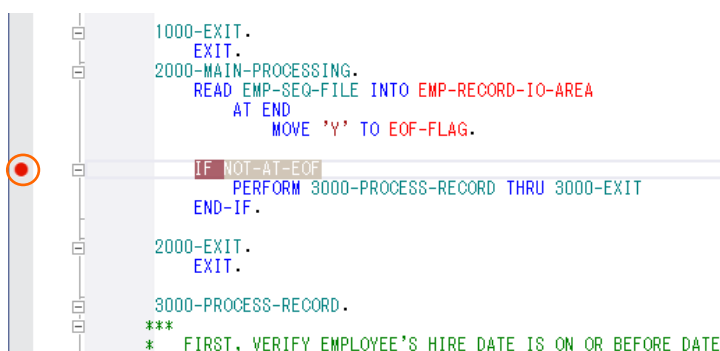 1000-EXIT.
EXIT.
2000-MAIN-PROCESSING.
READ EMP-SEQ-FILE INTO EMP-RECORD-IO-AREA
AT END
MOVE 'Y' TO EOF-FLAG.
IF NOT-AT-EOF
PERFORM 3000-PROCESS-RECORD THRU 3000-EXIT
END-IF.
2000-EXIT.
EXIT.
3000-PROCESS-RECORD.
***
* FIRST, VERIFY EMPLOYEE'S HIRE DATE IS ON OR BEFORE DATE